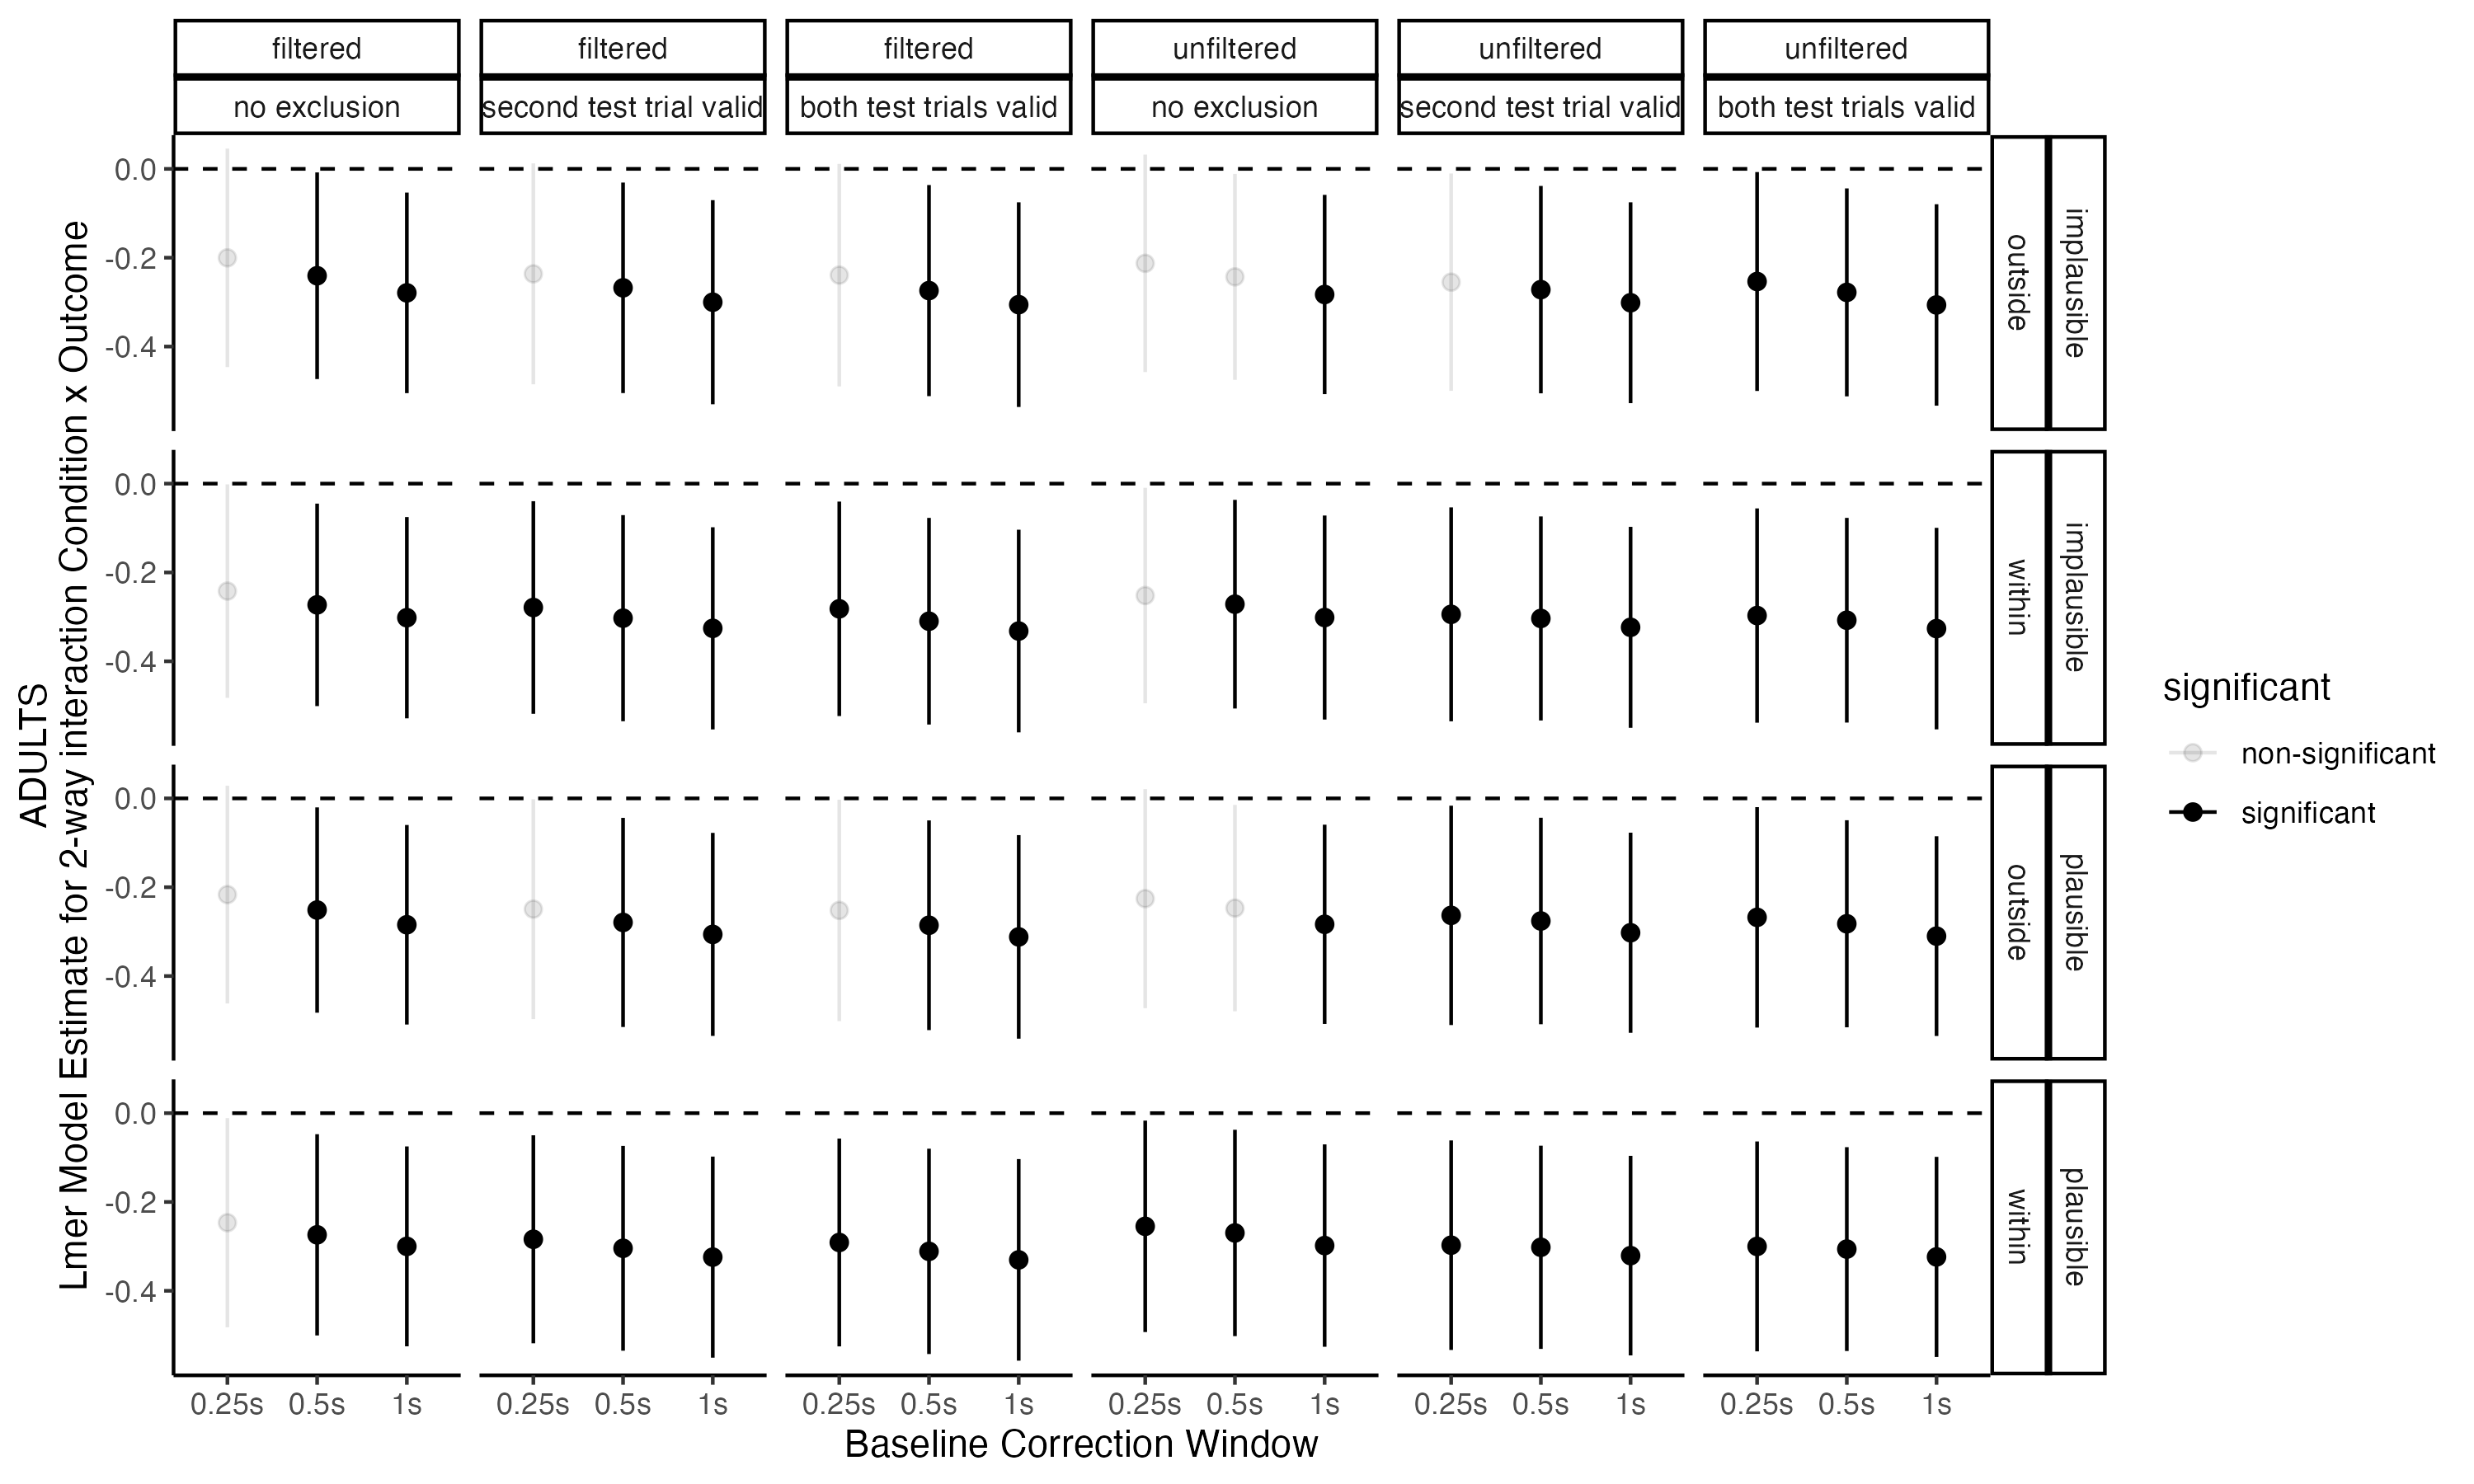 filtered filtered filtered unfiltered unfiltered unfiltered
no exclusion second test trial valid both test trials valid no exclusion second test trial valid both test trials valid
ADULTS
Lmer Model Estimate for 2-way interaction Condition x Outcome
0.0
-0.2
-0.4
outside
implausible
0.0
-0.2
-0.4
within
implausible
0.0
-0.2
-0.4
outside
plausible
0.0
-0.2
-0.4
within
plausible
0.25s 0.5s 1s 0.25s 0.5s 1s 0.25s 0.5s 1s 0.25s 0.5s 1s 0.25s 0.5s 1s 0.25s 0.5s 1s
Baseline Correction Window
significant
non-significant
significant